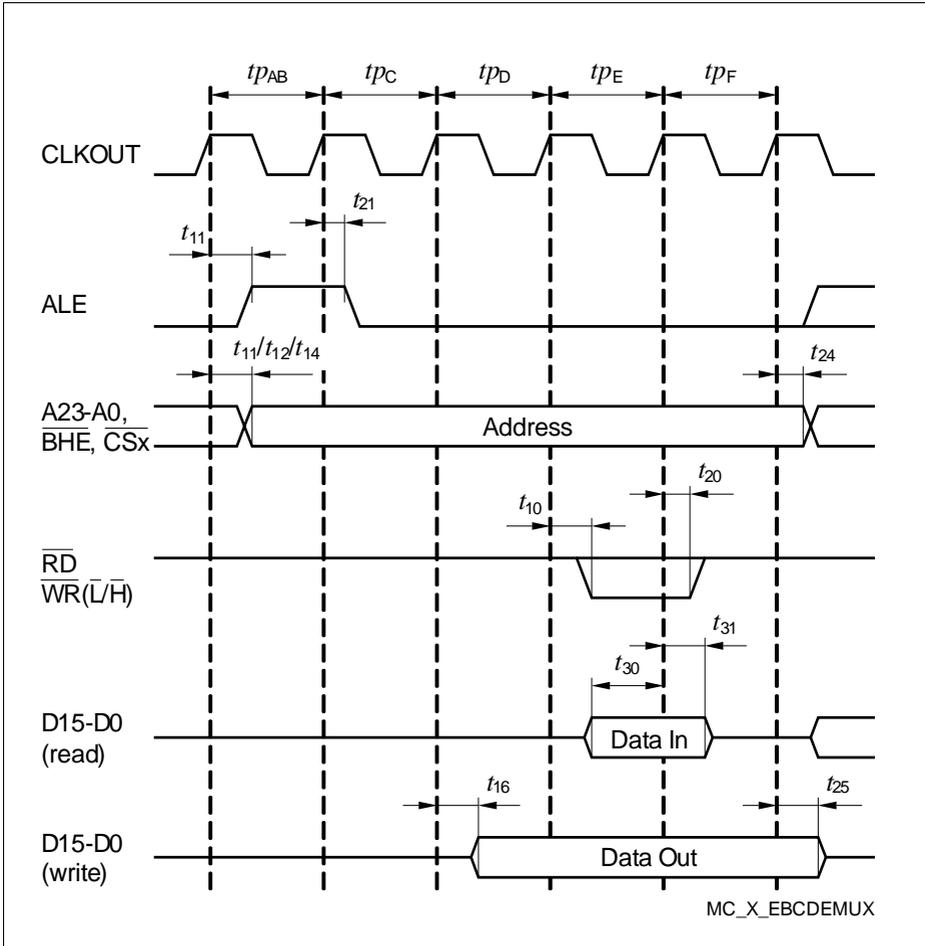 tpAB tpC tpD tpE tpF
CLKOUT
t21
t11
ALE
t11/t12/t14
t24
A23-A0,
BHE, CSx
Address
t20
t10
RD
WR(L/H)
t31
t30
D15-D0
(read)
Data In
t16
t25
D15-D0
(write)
Data Out
MC_X_EBCDEMUX